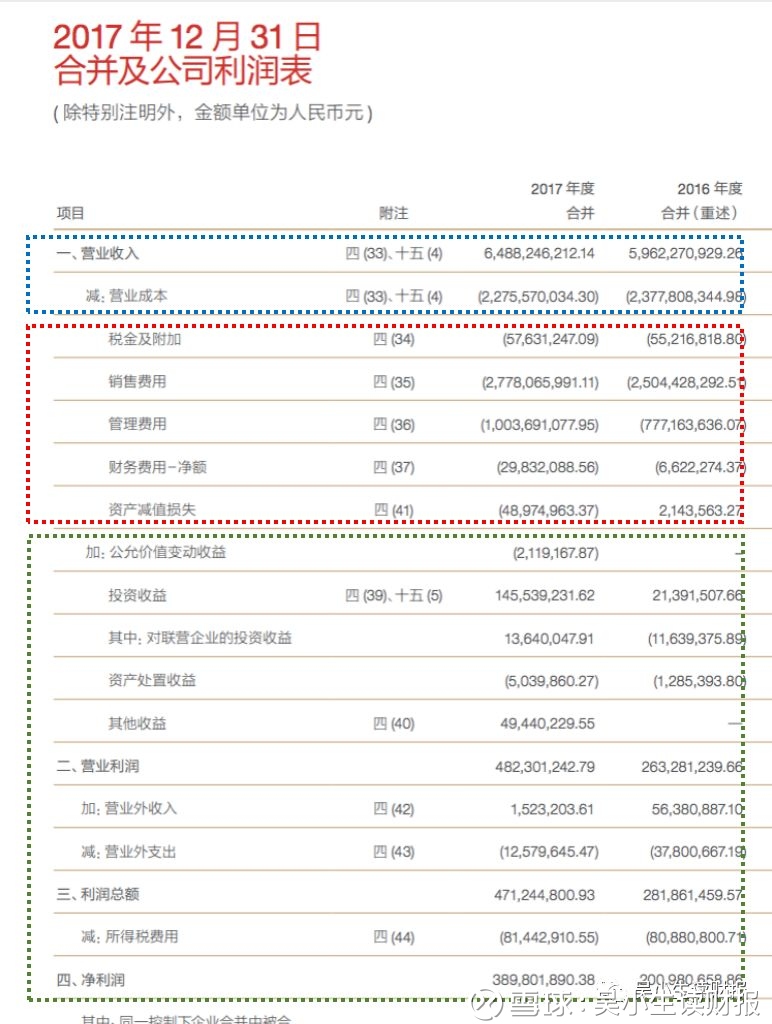 2017 年 12 月 31 日
合并及公司利润表
(除特别注明外，金额单位为人民币元)
2017 年度 2016 年度
项目 附注 合并 合并(重述)
一、营业收入 四 (33)、十五 (4) 6,488,246,212.14 5,962,270,929.26
减：营业成本 四 (33)、十五 (4) (2,275,570,034.30) (2,377,808,344.98)
税金及附加 四 (34) (57,631,247.09) (55,216,818.80)
销售费用 四 (35) (2,778,065,991.11) (2,504,428,292.51)
管理费用 四 (36) (1,003,691,077.95) (777,163,636.07)
财务费用-净额 四 (37) (29,832,088.56) (6,622,274.37)
资产减值损失 四 (41) (48,974,963.37) 2,143,563.27
加：公允价值变动收益 (2,119,167.87) –
投资收益 四 (39)、十五 (5) 145,539,231.62 21,391,507.66
其中：对联营企业的投资收益 13,640,047.91 (11,639,375.89)
资产处置收益 (5,039,860.27) (1,285,393.80)
其他收益 四 (40) 49,440,229.55 —
二、营业利润 482,301,242.79 263,281,239.66
加：营业外收入 四 (42) 1,523,203.61 56,380,887.10
减：营业外支出 四 (43) (12,579,645.47) (37,800,667.19)
三、利润总额 471,244,800.93 281,861,459.57
减：所得税费用 四 (44) (81,442,910.55) (80,880,800.71)
四、净利润 389,801,890.38 200,980,658.86
吴小生读财报
雪球：吴小生读财报
其中：同一控制下企业合并中被合